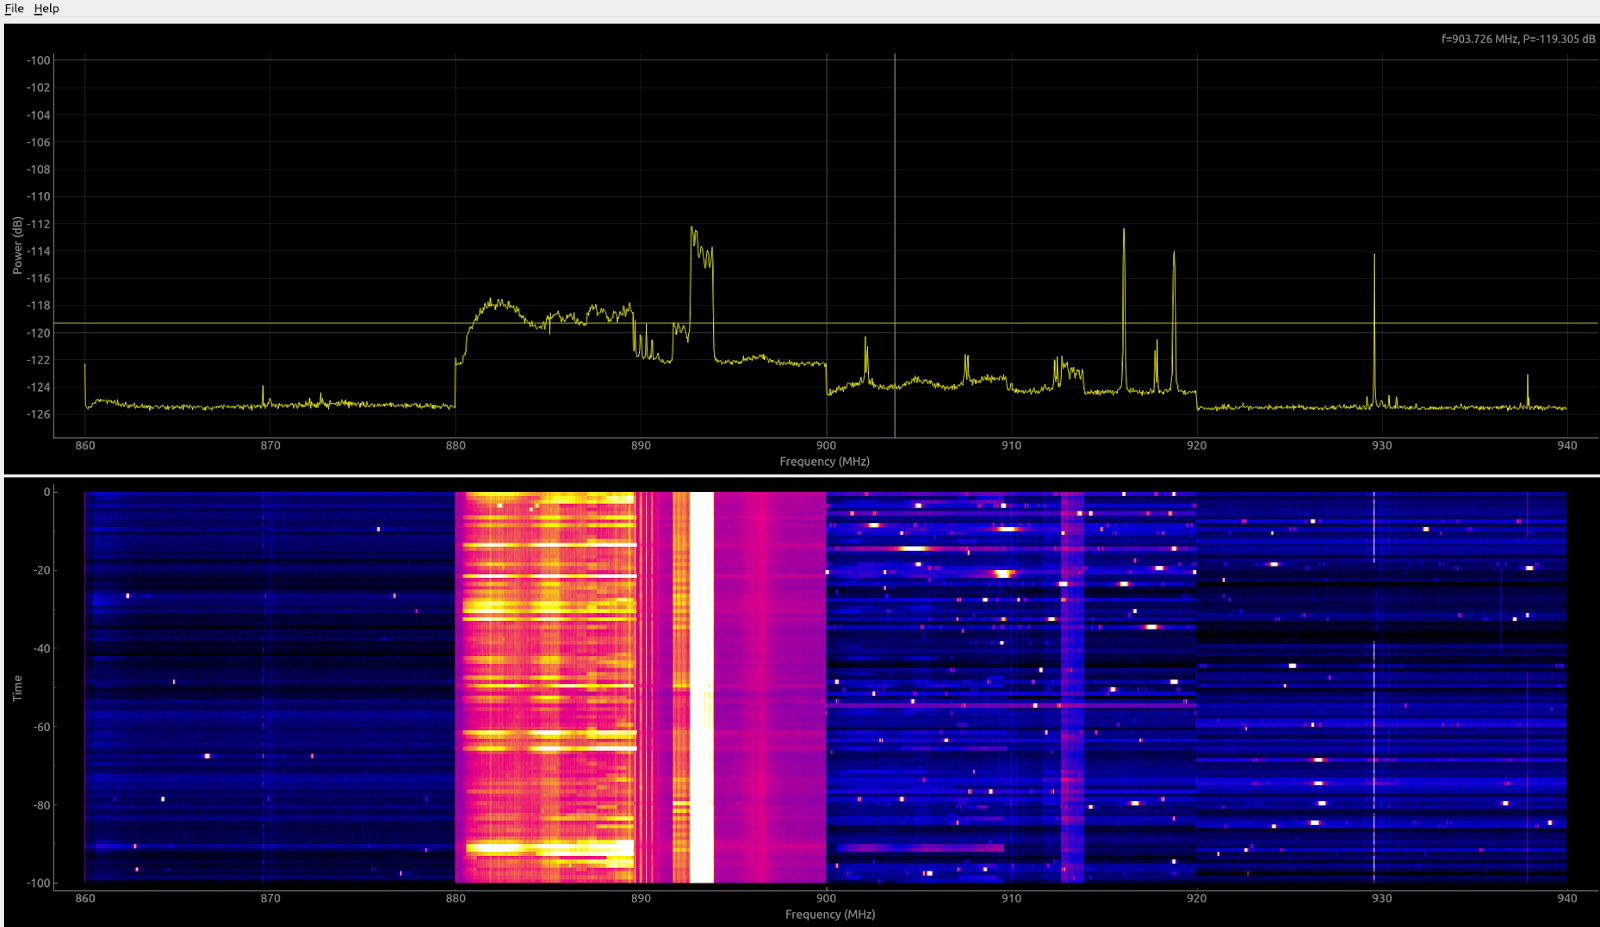 File Help
f=903.726 MHz, P=-119.305 dB
-100
-102
-104
-106
-108
-110
-112
-114
-116
-118
-120
-122
-124
-126
Power (dB)
860 870 880 890 900 910 920 930 940
Frequency (MHz)
0
-20
-40
-60
-80
-100
Time
860 870 880 890 900 910 920 930 940
Frequency (MHz)